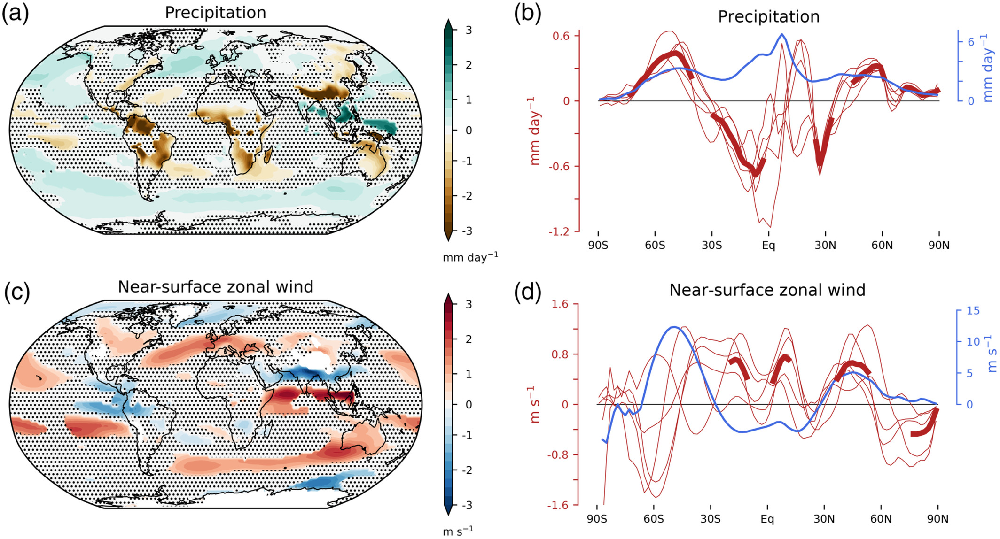 (a)
Precipitation
3
2
1
0
-1
-2
-3
mm day⁻¹
(b)
Precipitation
0.6
0
-0.6
-1.2
mm day⁻¹
6
0
mm day⁻¹
90S 60S 30S Eq 30N 60N 90N
(c)
Near-surface zonal wind
3
2
1
0
-1
-2
-3
m s⁻¹
(d)
Near-surface zonal wind
1.6
0.8
0
-0.8
-1.6
m s⁻¹
15
10
5
0
m s⁻¹
90S 60S 30S Eq 30N 60N 90N